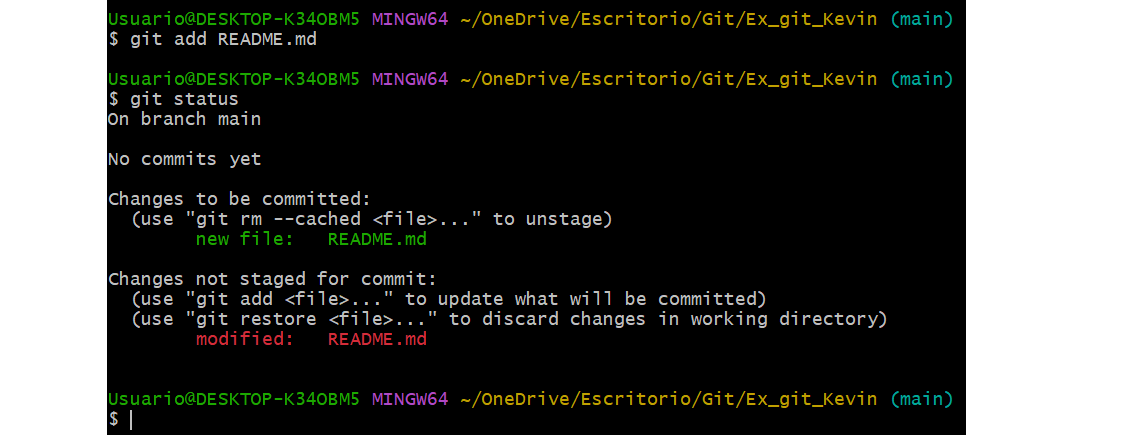 Usuario@DESKTOP-K34OBM5 MINGW64 ~/OneDrive/Escritorio/Git/Ex_git_Kevin (main)
$ git add README.md
Usuario@DESKTOP-K34OBM5 MINGW64 ~/OneDrive/Escritorio/Git/Ex_git_Kevin (main)
$ git status
On branch main
No commits yet
Changes to be committed:
  (use "git rm --cached <file>..." to unstage)
        new file:   README.md
Changes not staged for commit:
  (use "git add <file>..." to update what will be committed)
  (use "git restore <file>..." to discard changes in working directory)
        modified:   README.md
Usuario@DESKTOP-K34OBM5 MINGW64 ~/OneDrive/Escritorio/Git/Ex_git_Kevin (main)
$